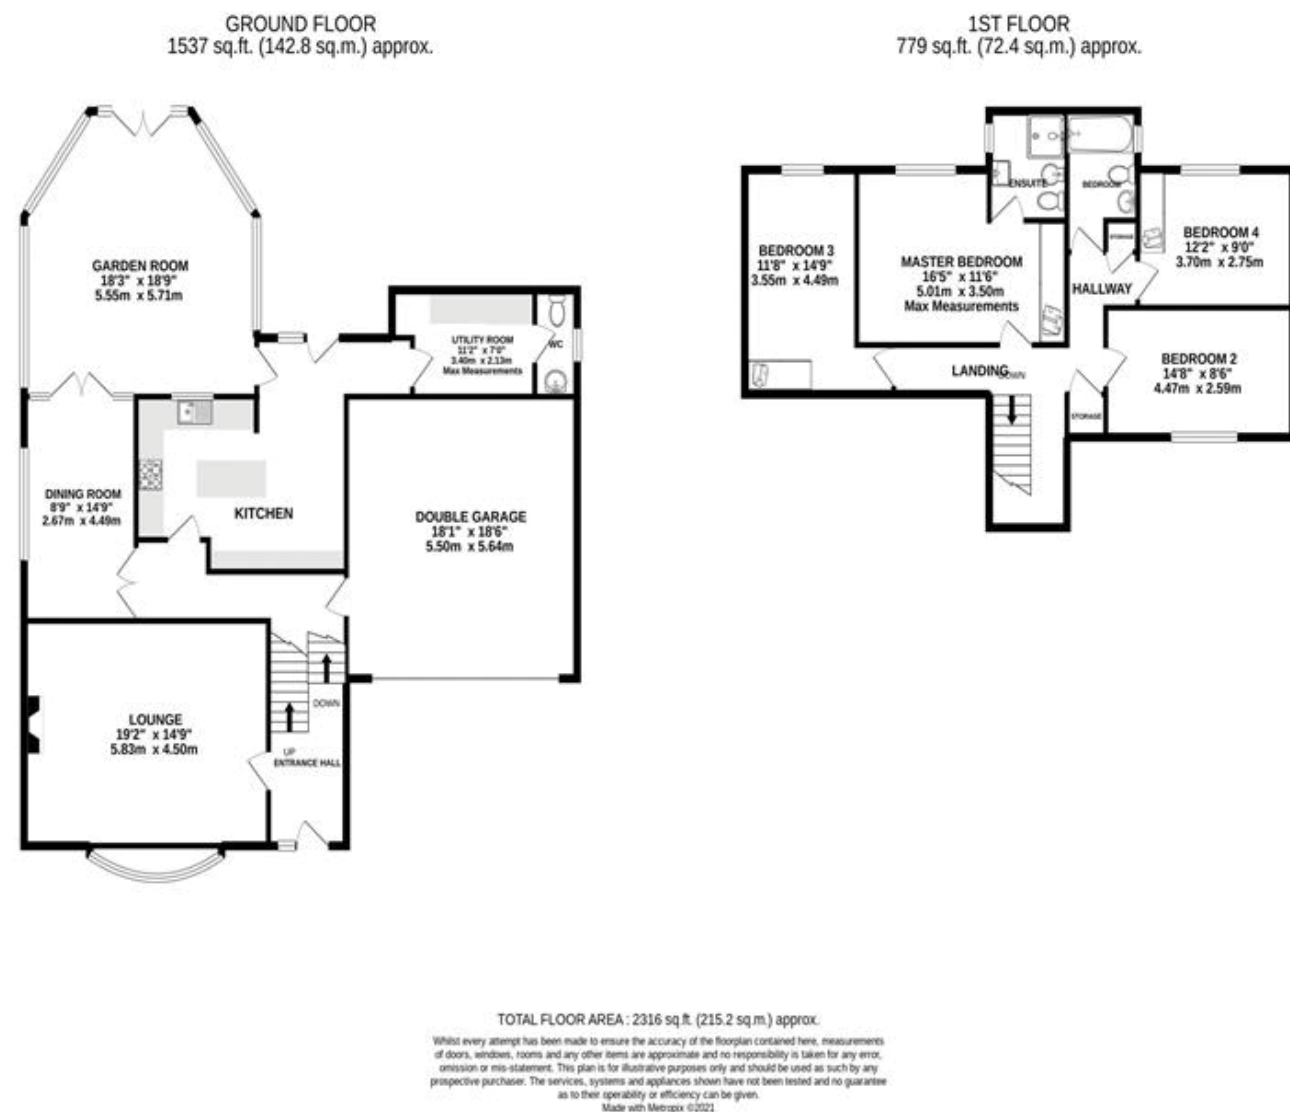 GROUND FLOOR
1537 sq.ft. (142.8 sq.m.) approx.
1ST FLOOR
779 sq.ft. (72.4 sq.m.) approx.
GARDEN ROOM
18'3" x 18'9"
5.55m x 5.71m
UTILITY ROOM
11'2" x 7'0"
3.40m x 2.13m
Max Measurements
WC
DINING ROOM
8'9" x 14'9"
2.67m x 4.49m
KITCHEN
DOUBLE GARAGE
18'1" x 18'6"
5.50m x 5.64m
LOUNGE
19'2" x 14'9"
5.83m x 4.50m
DOWN
UP
ENTRANCE HALL
ENSUITE
BEDROOM
BEDROOM 3
11'8" x 14'9"
3.55m x 4.49m
MASTER BEDROOM
16'5" x 11'6"
5.01m x 3.50m
Max Measurements
STORAGE
BEDROOM 4
12'2" x 9'0"
3.70m x 2.75m
HALLWAY
LANDING
DOWN
BEDROOM 2
14'8" x 8'6"
4.47m x 2.59m
STORAGE
TOTAL FLOOR AREA : 2316 sq.ft. (215.2 sq.m.) approx.
Whilst every attempt has been made to ensure the accuracy of the floorplan contained here, measurements
of doors, windows, rooms and any other items are approximate and no responsibility is taken for any error,
omission or mis-statement. This plan is for illustrative purposes only and should be used as such by any
prospective purchaser. The services, systems and appliances shown have not been tested and no guarantee
as to their operability or efficiency can be given.
Made with Metropix ©2021